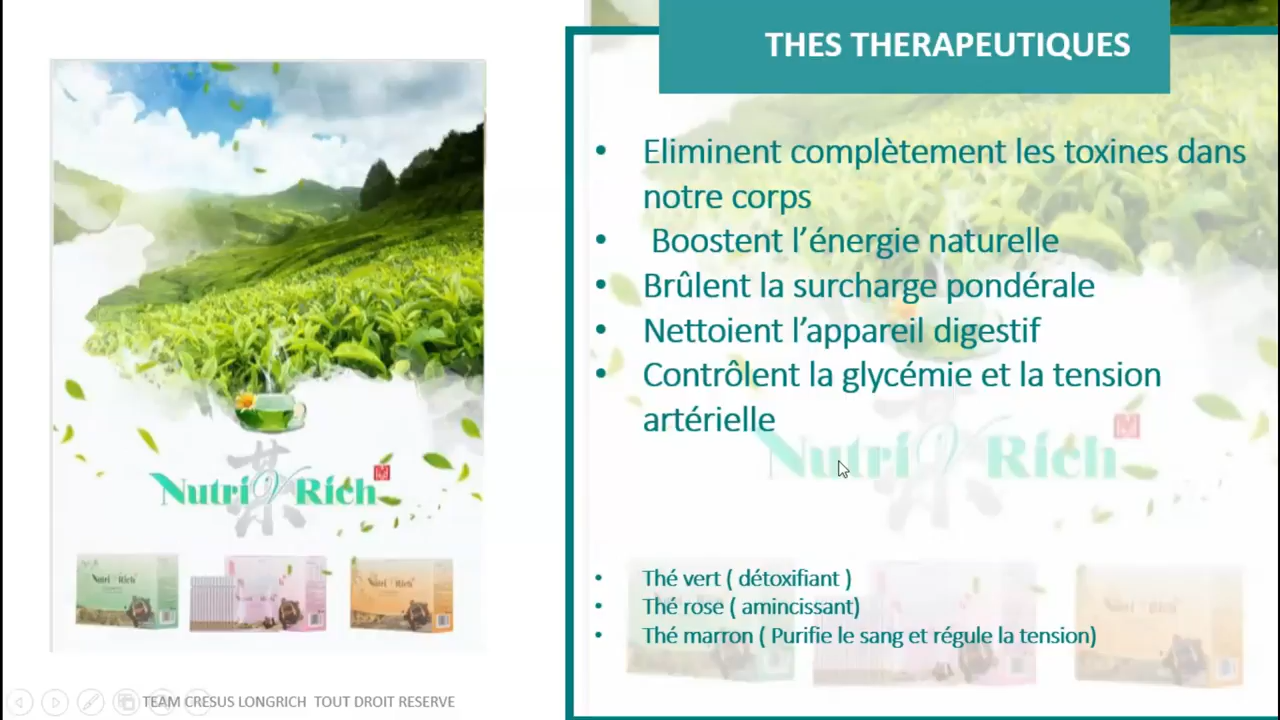 THES THERAPEUTIQUES
• Eliminent complètement les toxines dans
notre corps
• Boostent l’énergie naturelle
• Brûlent la surcharge pondérale
• Nettoient l’appareil digestif
• Contrôlent la glycémie et la tension
artérielle
茶
Nutri V Rich
Nutri V Rich
• Thé vert ( détoxifiant )
• Thé rose ( amincissant)
• Thé marron ( Purifie le sang et régule la tension)
TEAM CRESUS LONGRICH TOUT DROIT RESERVE